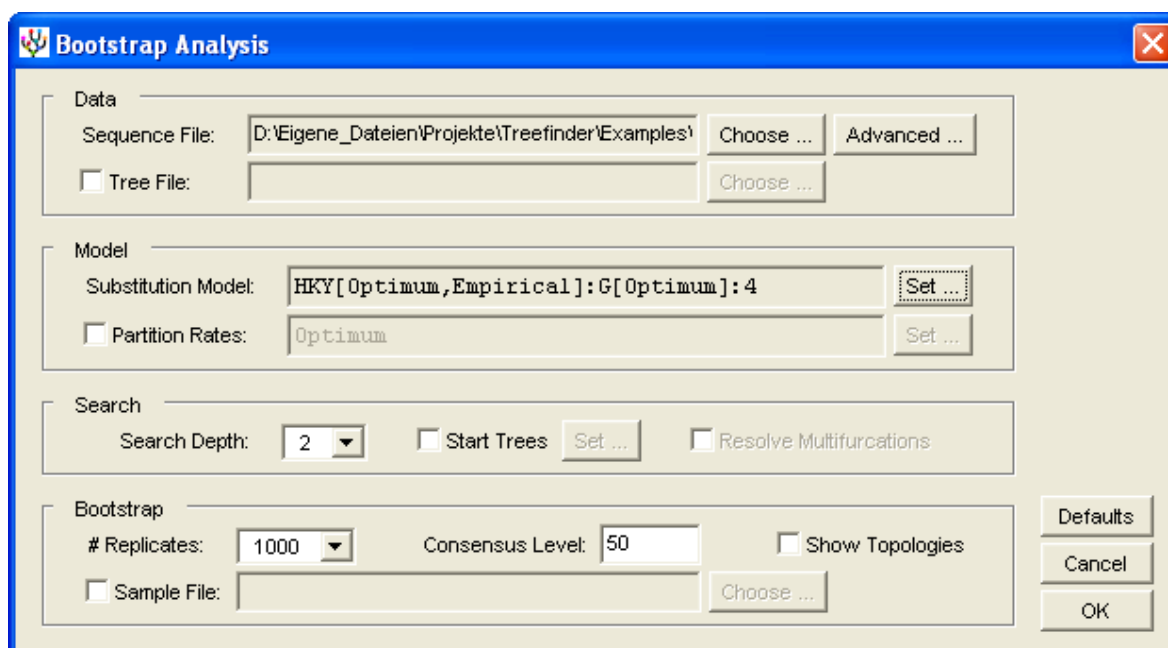 Bootstrap Analysis
Data
Sequence File: D:\Eigene_Dateien\Projekte\Treefinder\Examples\ Choose ... Advanced ...
Tree File: Choose ...
Model
Substitution Model: HKY[Optimum,Empirical]:G[Optimum]:4 Set ...
Partition Rates: Optimum Set ...
Search
Search Depth: 2 Start Trees Set ... Resolve Multifurcations
Bootstrap
# Replicates: 1000 Consensus Level: 50 Show Topologies
Sample File: Choose ...
Defaults
Cancel
OK